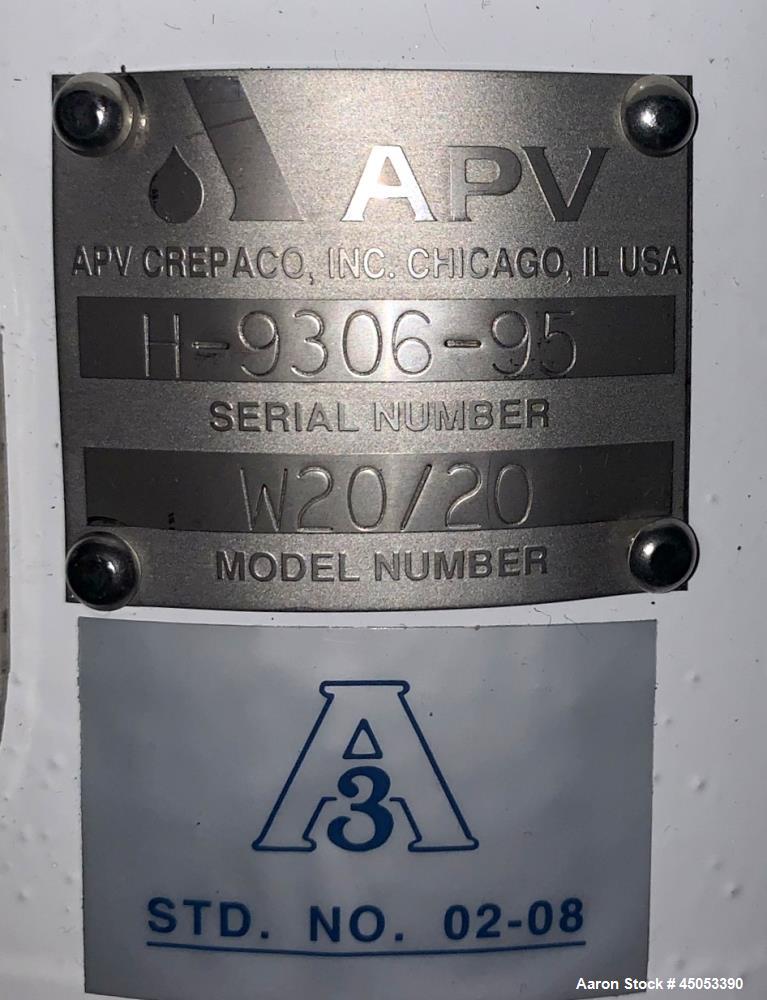 APV
APV CREPACO, INC. CHICAGO, IL USA
H-9306-95
SERIAL NUMBER
W20/20
MODEL NUMBER
A
3
STD. NO. 02-08
Aaron Stock # 45053390